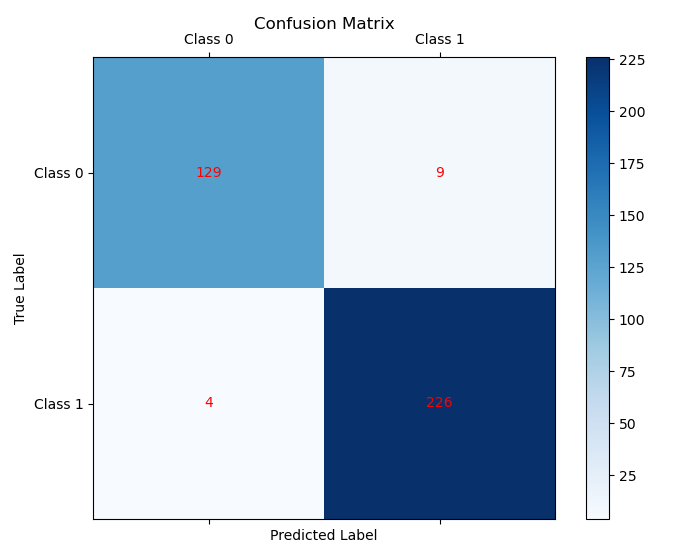 Confusion Matrix
Class 0 Class 1
225
200
175
150
125
100
75
50
25
True Label
Class 0 129 9
Class 1 4 226
Predicted Label